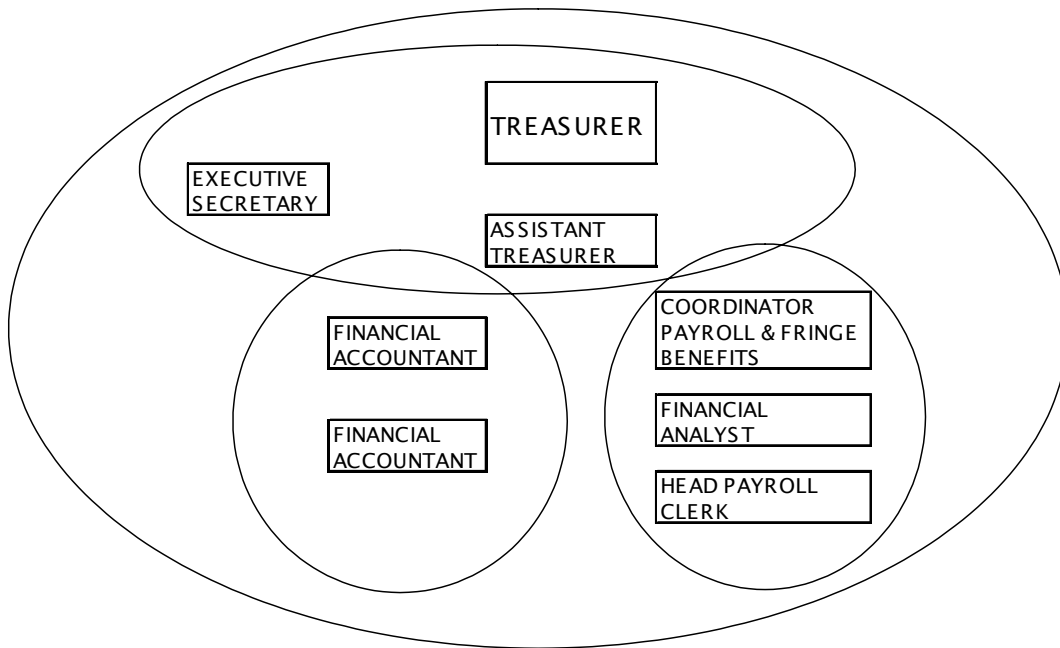 TREASURER
EXECUTIVE
SECRETARY
ASSISTANT
TREASURER
FINANCIAL
ACCOUNTANT
FINANCIAL
ACCOUNTANT
COORDINATOR
PAYROLL & FRINGE
BENEFITS
FINANCIAL
ANALYST
HEAD PAYROLL
CLERK